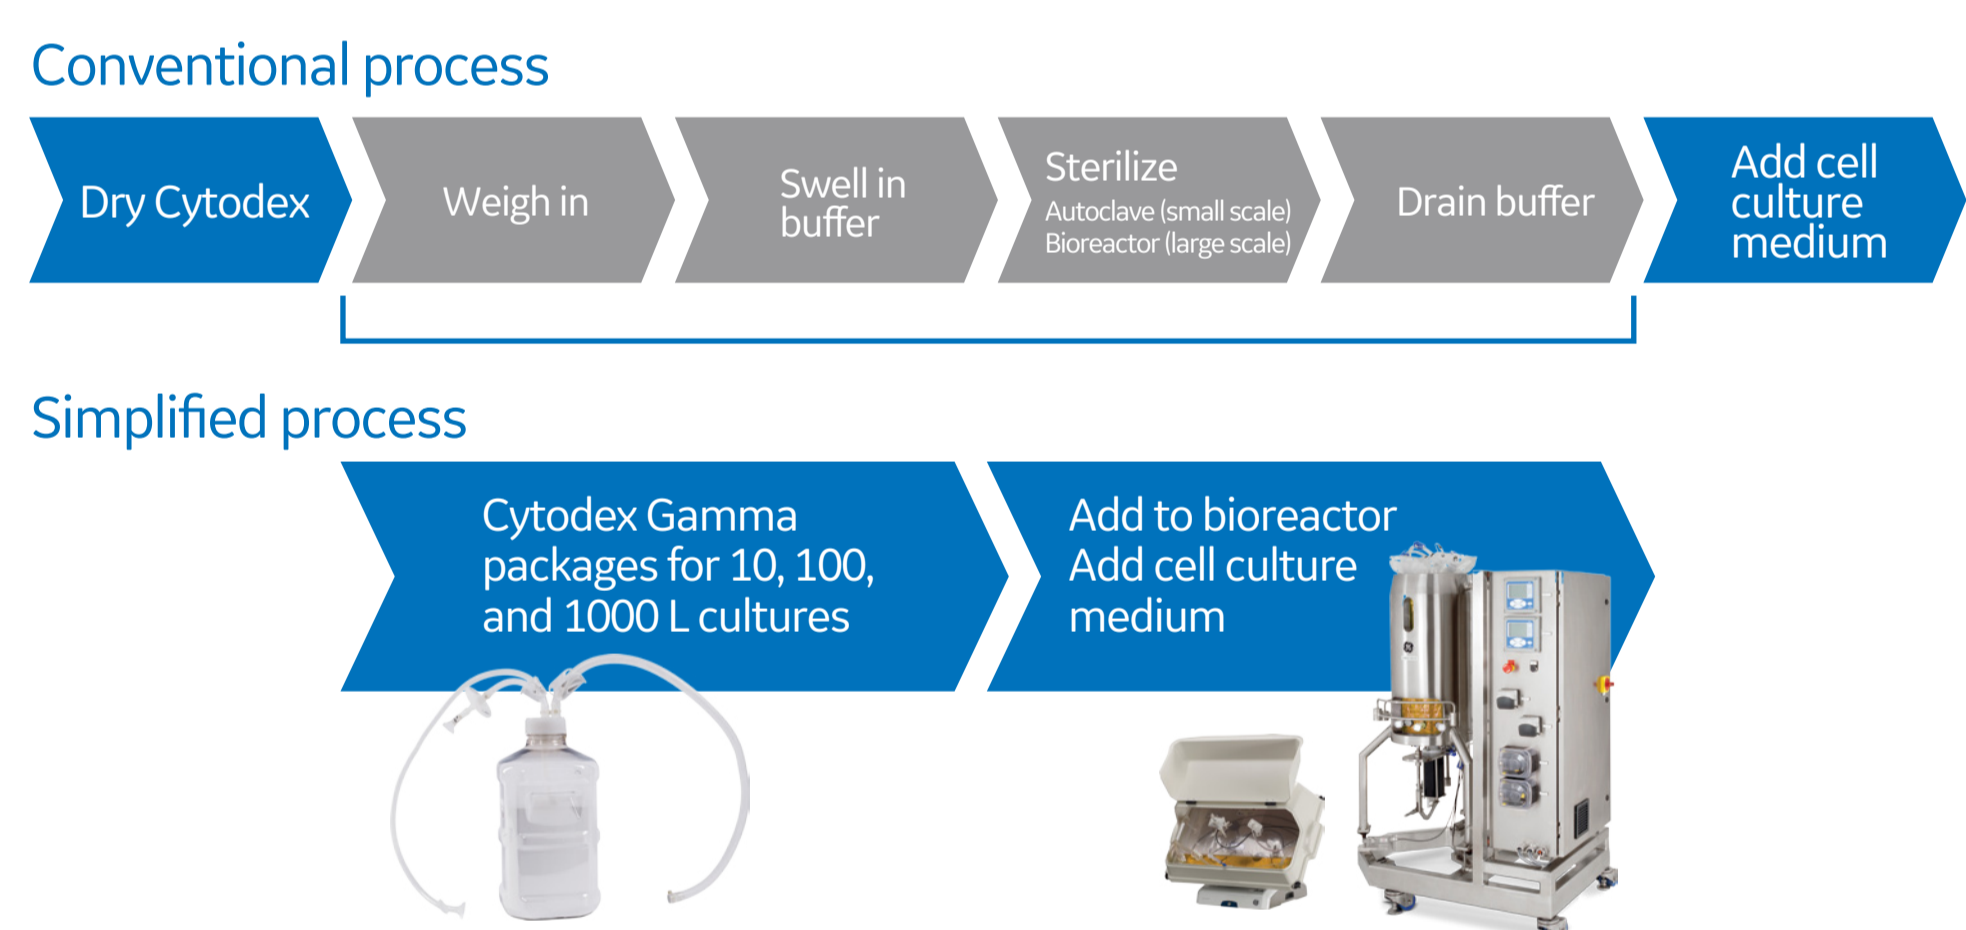 Conventional process
Dry Cytodex
Weigh in
Swell in
buffer
Sterilize
Autoclave (small scale)
Bioreactor (large scale)
Drain buffer
Add cell
culture
medium
Simplified process
Cytodex Gamma
packages for 10, 100,
and 1000 L cultures
Add to bioreactor
Add cell culture
medium